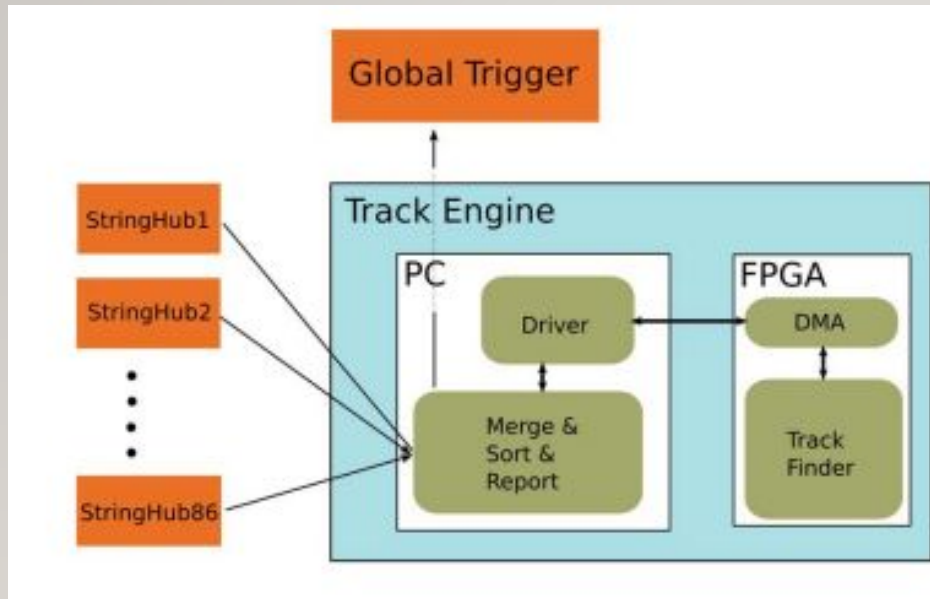 Global Trigger
Track Engine
StringHub1
StringHub2
StringHub86
PC
Driver
Merge &
Sort &
Report
FPGA
DMA
Track
Finder